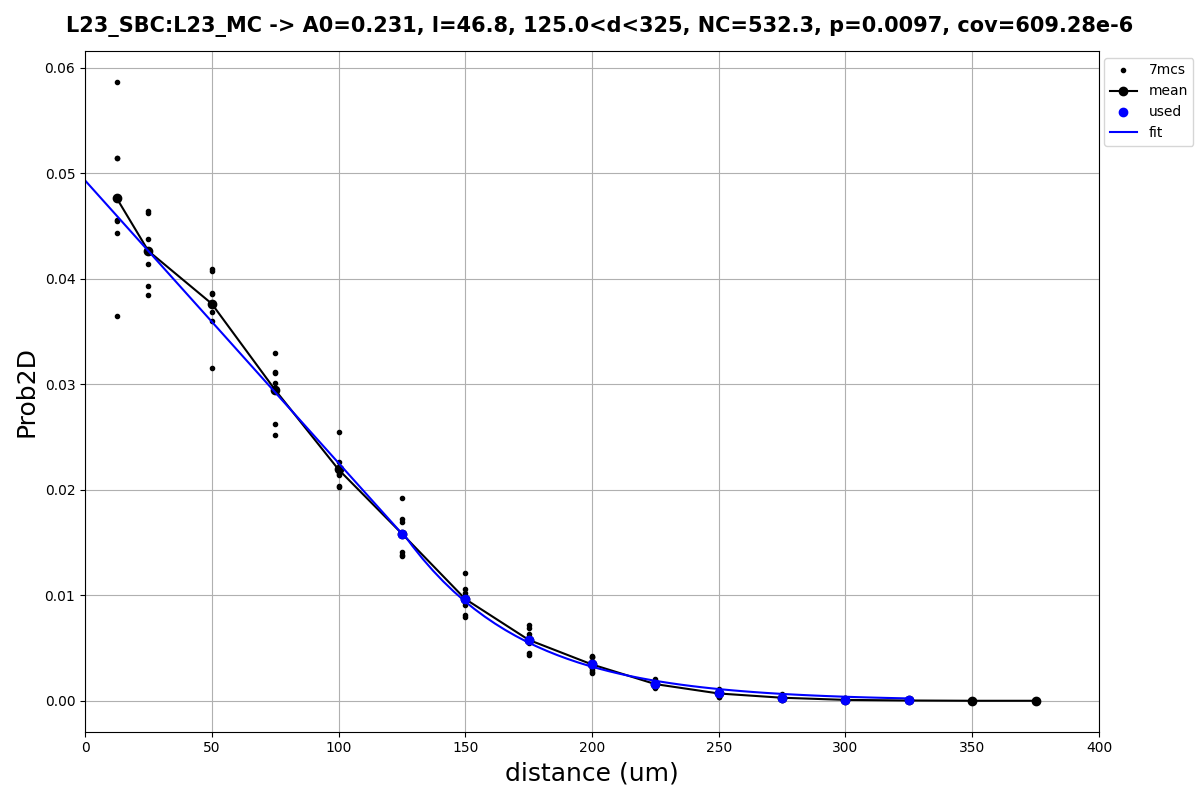 L23_SBC:L23_MC -> A0=0.231, l=46.8, 125.0<d<325, NC=532.3, p=0.0097, cov=609.28e-6
7mcs
mean
used
fit
0.06
0.05
0.04
0.03
0.02
0.01
0.00
Prob2D
0 50 100 150 200 250 300 350 400
distance (um)